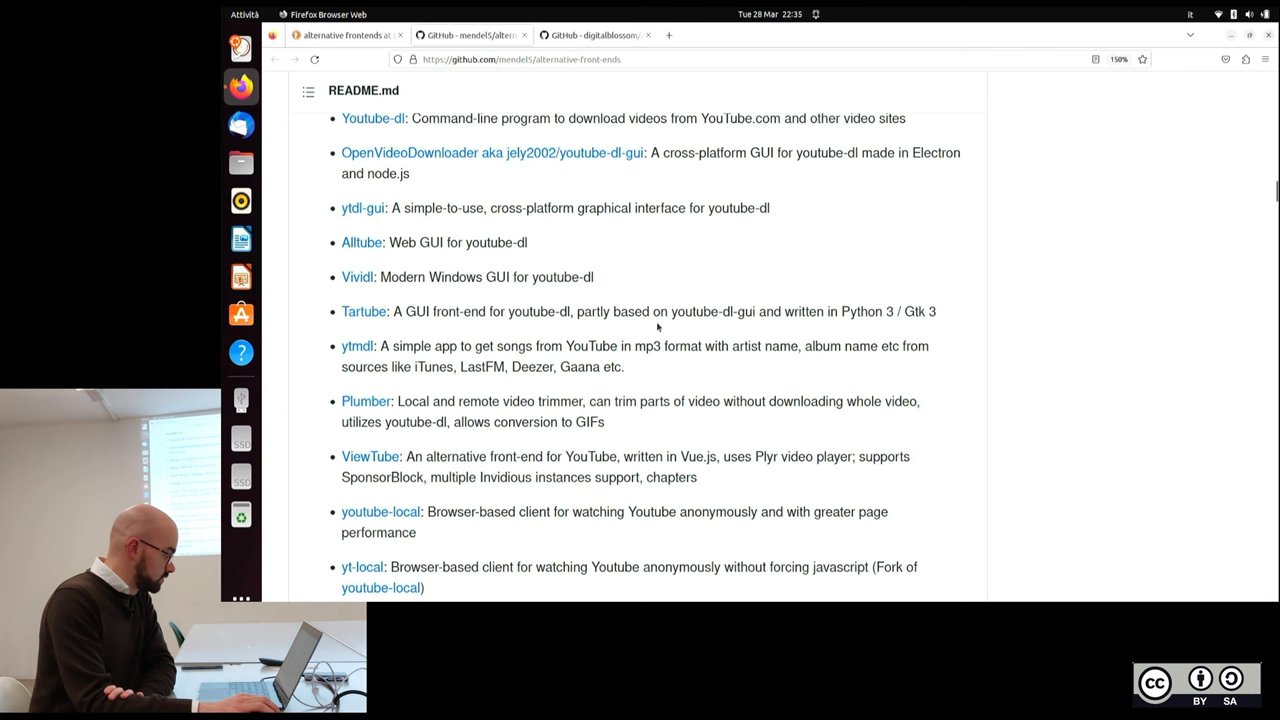 Attività
Firefox Browser Web
Tue 28 Mar 22:35
it
alternative frontends at
GitHub - mendel5/altern
GitHub - digitalblossom/
https://github.com/mendel5/alternative-front-ends
150%
README.md
Youtube-dl: Command-line program to download videos from YouTube.com and other video sites
OpenVideoDownloader aka jely2002/youtube-dl-gui: A cross-platform GUI for youtube-dl made in Electron
and node.js
ytdl-gui: A simple-to-use, cross-platform graphical interface for youtube-dl
Alltube: Web GUI for youtube-dl
Vividl: Modern Windows GUI for youtube-dl
Tartube: A GUI front-end for youtube-dl, partly based on youtube-dl-gui and written in Python 3 / Gtk 3
ytmdl: A simple app to get songs from YouTube in mp3 format with artist name, album name etc from
sources like iTunes, LastFM, Deezer, Gaana etc.
Plumber: Local and remote video trimmer, can trim parts of video without downloading whole video,
utilizes youtube-dl, allows conversion to GIFs
ViewTube: An alternative front-end for YouTube, written in Vue.js, uses Plyr video player; supports
SponsorBlock, multiple Invidious instances support, chapters
youtube-local: Browser-based client for watching Youtube anonymously and with greater page
performance
yt-local: Browser-based client for watching Youtube anonymously without forcing javascript (Fork of
youtube-local)
SSD
SSD
cc
BY SA